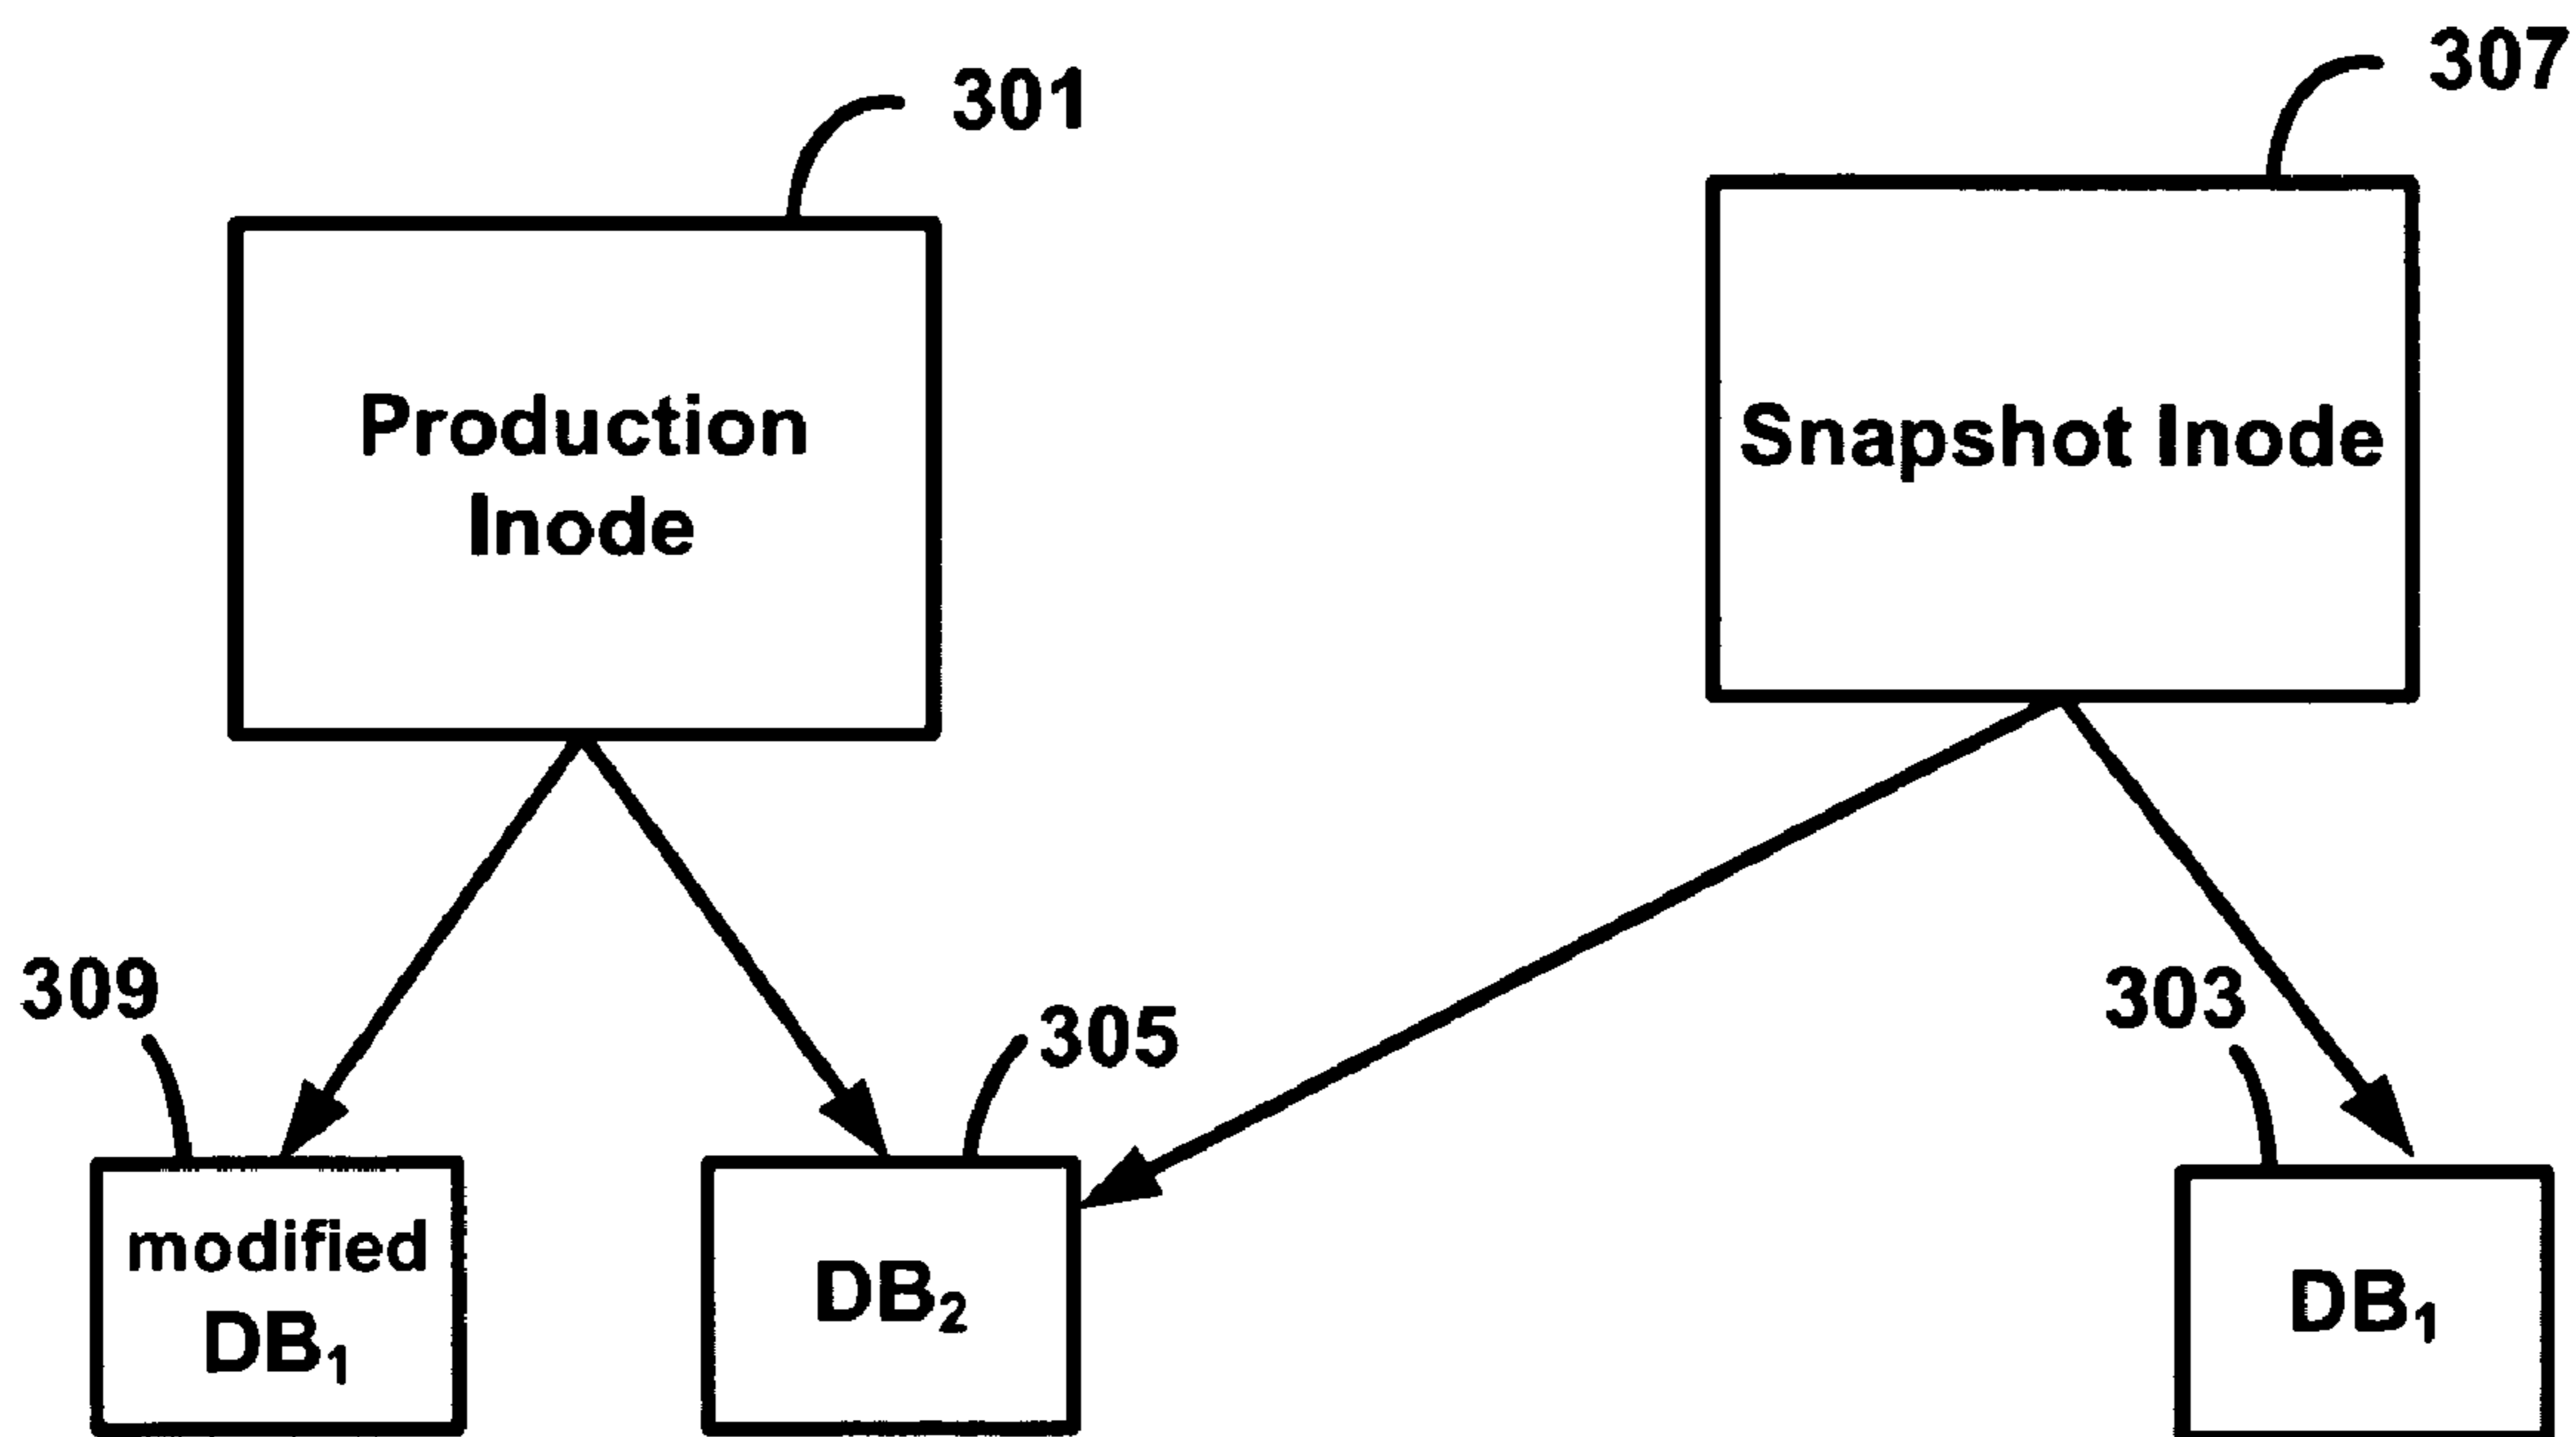 301
307
Production
Inode
Snapshot Inode
309
305
303
modified
DB₁
DB₂
DB₁